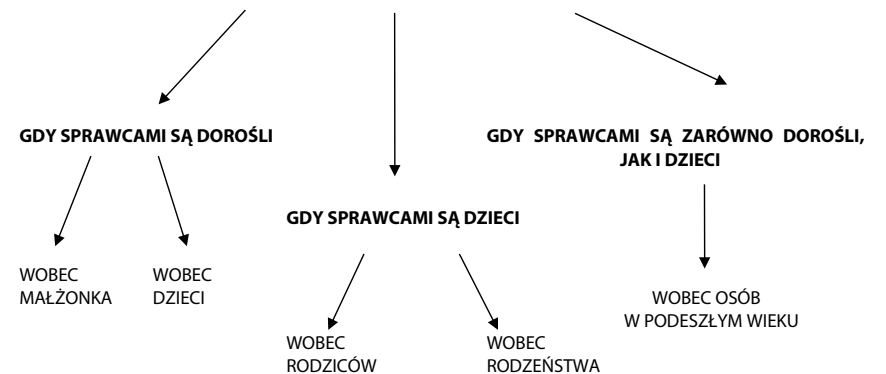 GDY SPRAWCAMI SĄ DOROŚLI
GDY SPRAWCAMI SĄ ZARÓWNO DOROŚLI,
JAK I DZIECI
GDY SPRAWCAMI SĄ DZIECI
WOBEC
MAŁŻONKA
WOBEC
DZIECI
WOBEC
RODZICÓW
WOBEC
RODZEŃSTWA
WOBEC OSÓB
W PODESZŁYM WIEKU